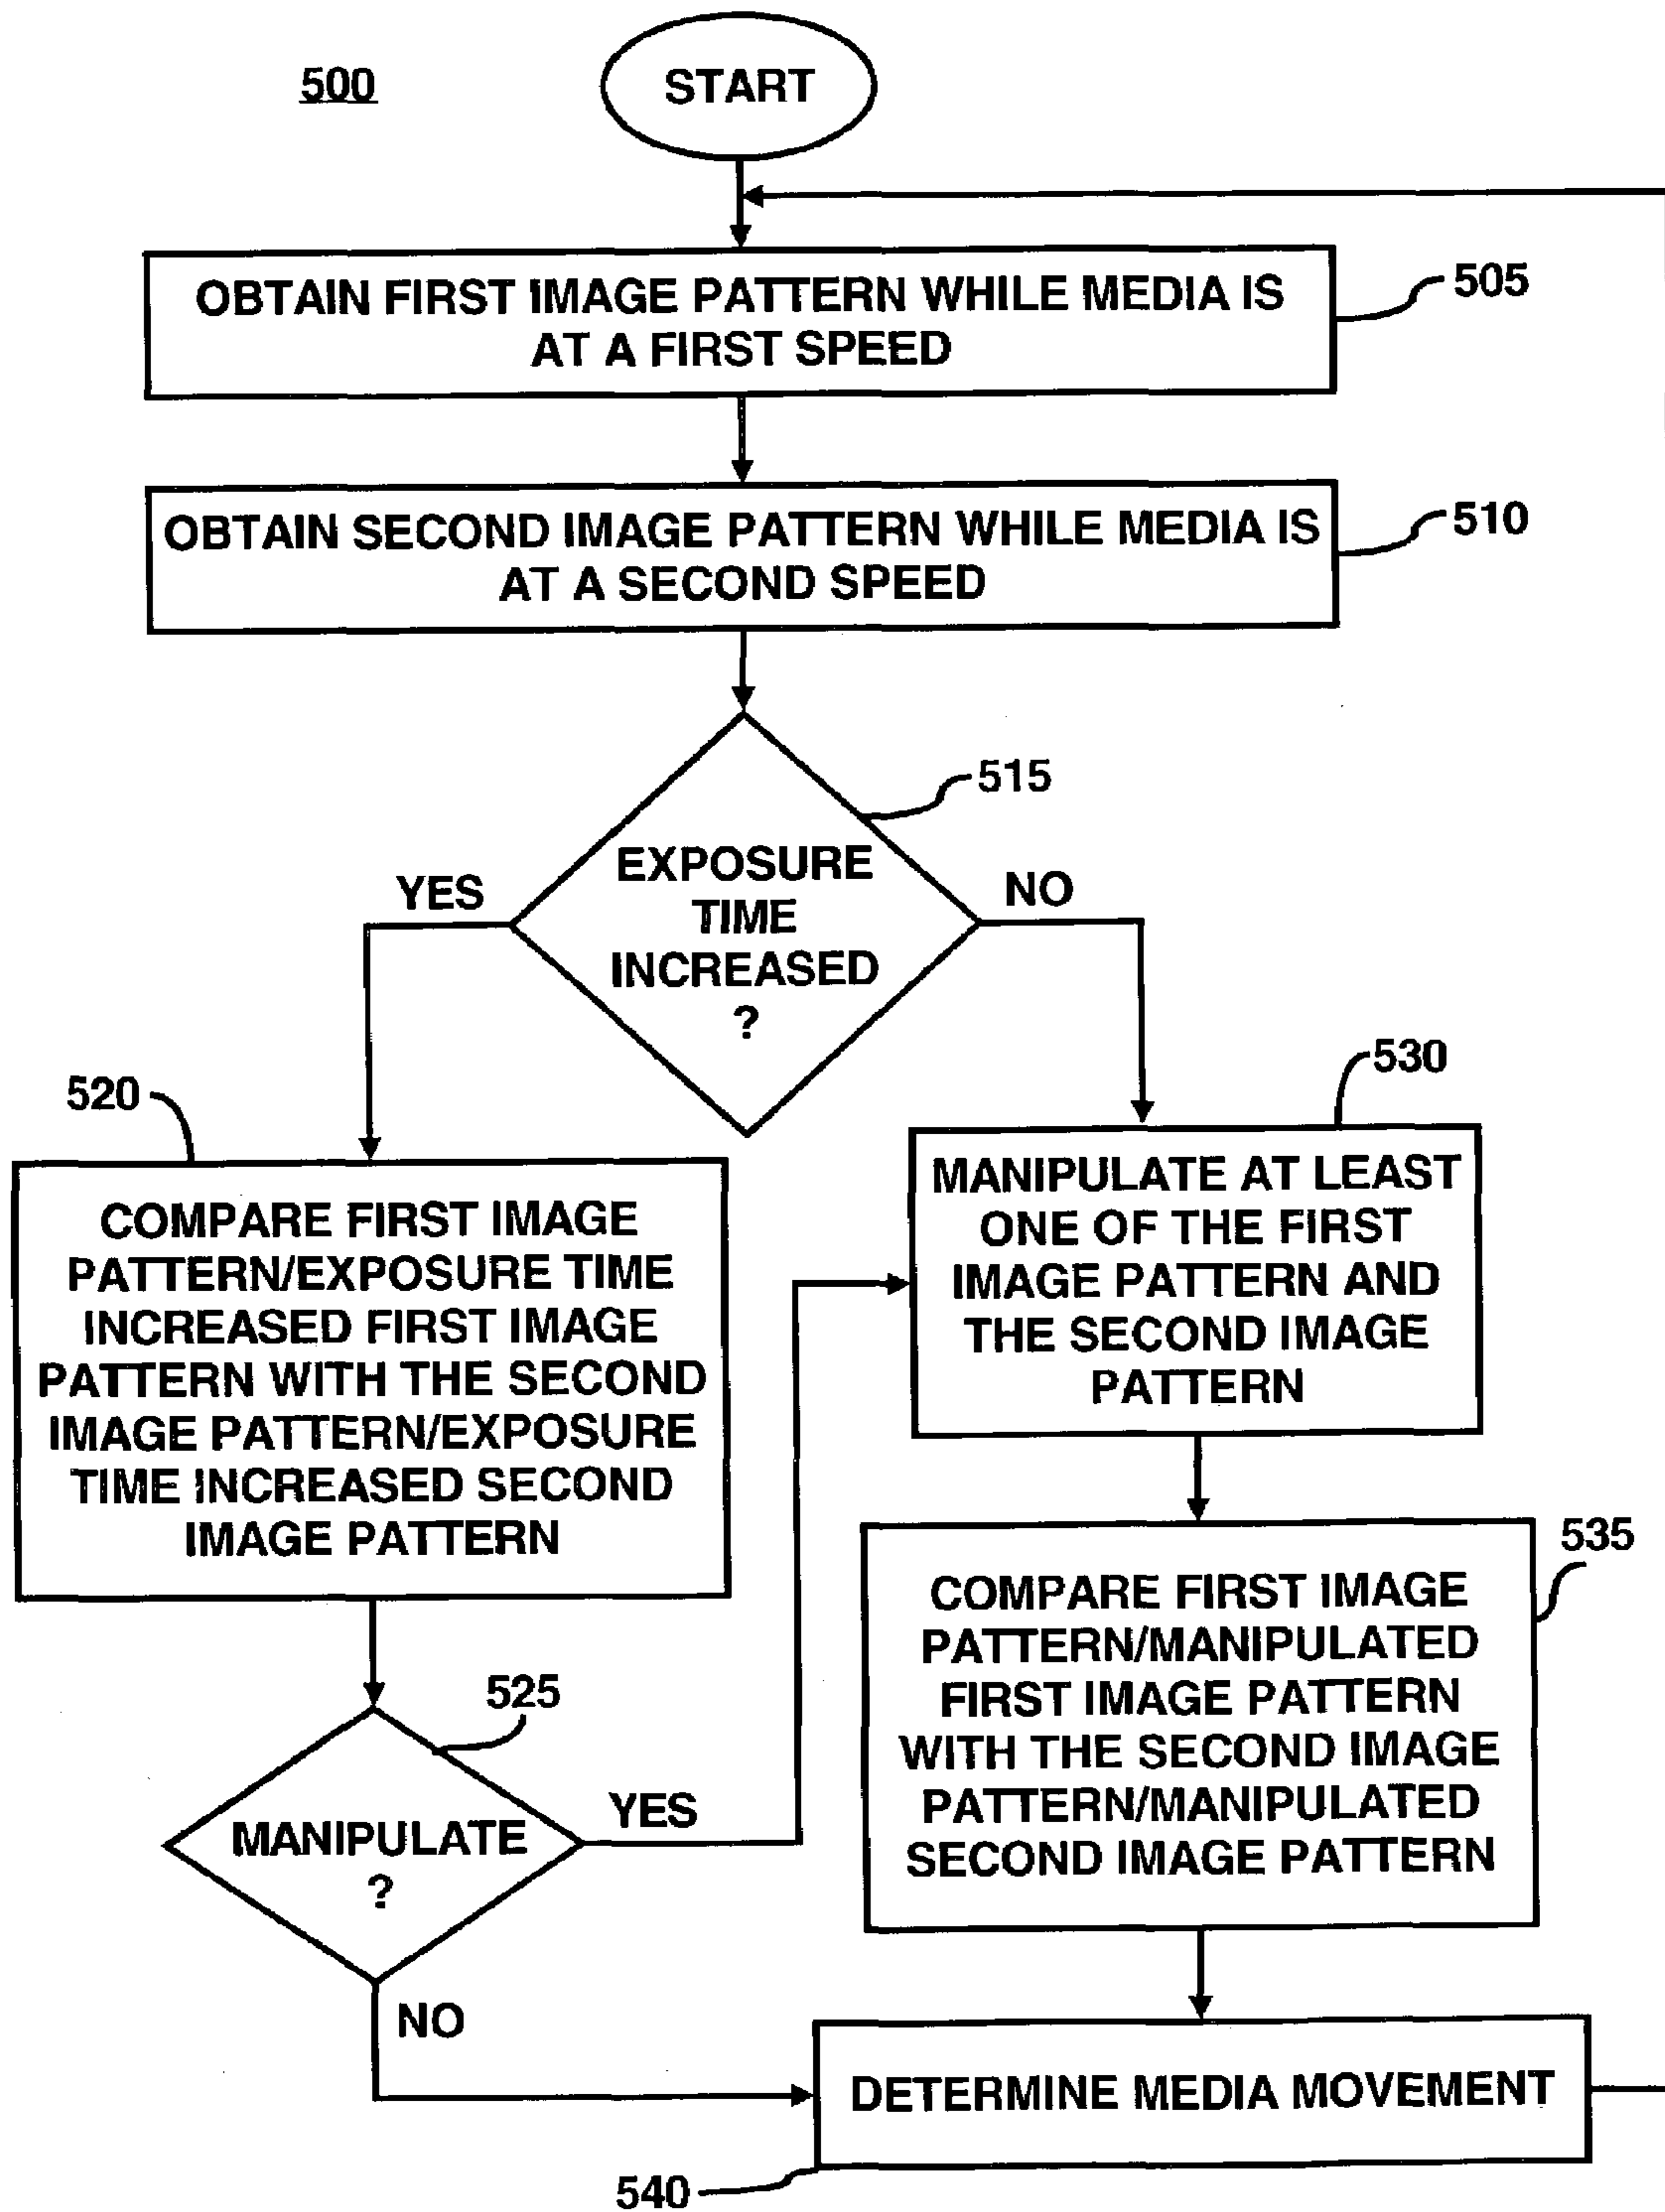 500
START
OBTAIN FIRST IMAGE PATTERN WHILE MEDIA IS
AT A FIRST SPEED
505
OBTAIN SECOND IMAGE PATTERN WHILE MEDIA IS
AT A SECOND SPEED
510
515
EXPOSURE
TIME
INCREASED
?
YES
NO
520
COMPARE FIRST IMAGE
PATTERN/EXPOSURE TIME
INCREASED FIRST IMAGE
PATTERN WITH THE SECOND
IMAGE PATTERN/EXPOSURE
TIME INCREASED SECOND
IMAGE PATTERN
530
MANIPULATE AT LEAST
ONE OF THE FIRST
IMAGE PATTERN AND
THE SECOND IMAGE
PATTERN
525
MANIPULATE
?
YES
NO
535
COMPARE FIRST IMAGE
PATTERN/MANIPULATED
FIRST IMAGE PATTERN
WITH THE SECOND IMAGE
PATTERN/MANIPULATED
SECOND IMAGE PATTERN
DETERMINE MEDIA MOVEMENT
540